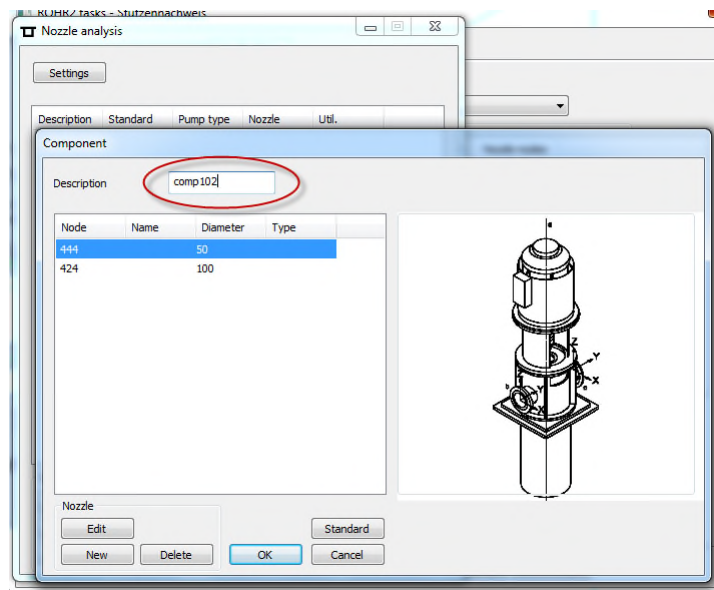 ROHR2 tasks - Stutzennachweis
Nozzle analysis
Settings
Description Standard Pump type Nozzle Util.
Component
Description comp102
Node Name Diameter Type
444 50
424 100
Z
Y
X
Z
Y
X
Nozzle
Edit Standard
New Delete OK Cancel